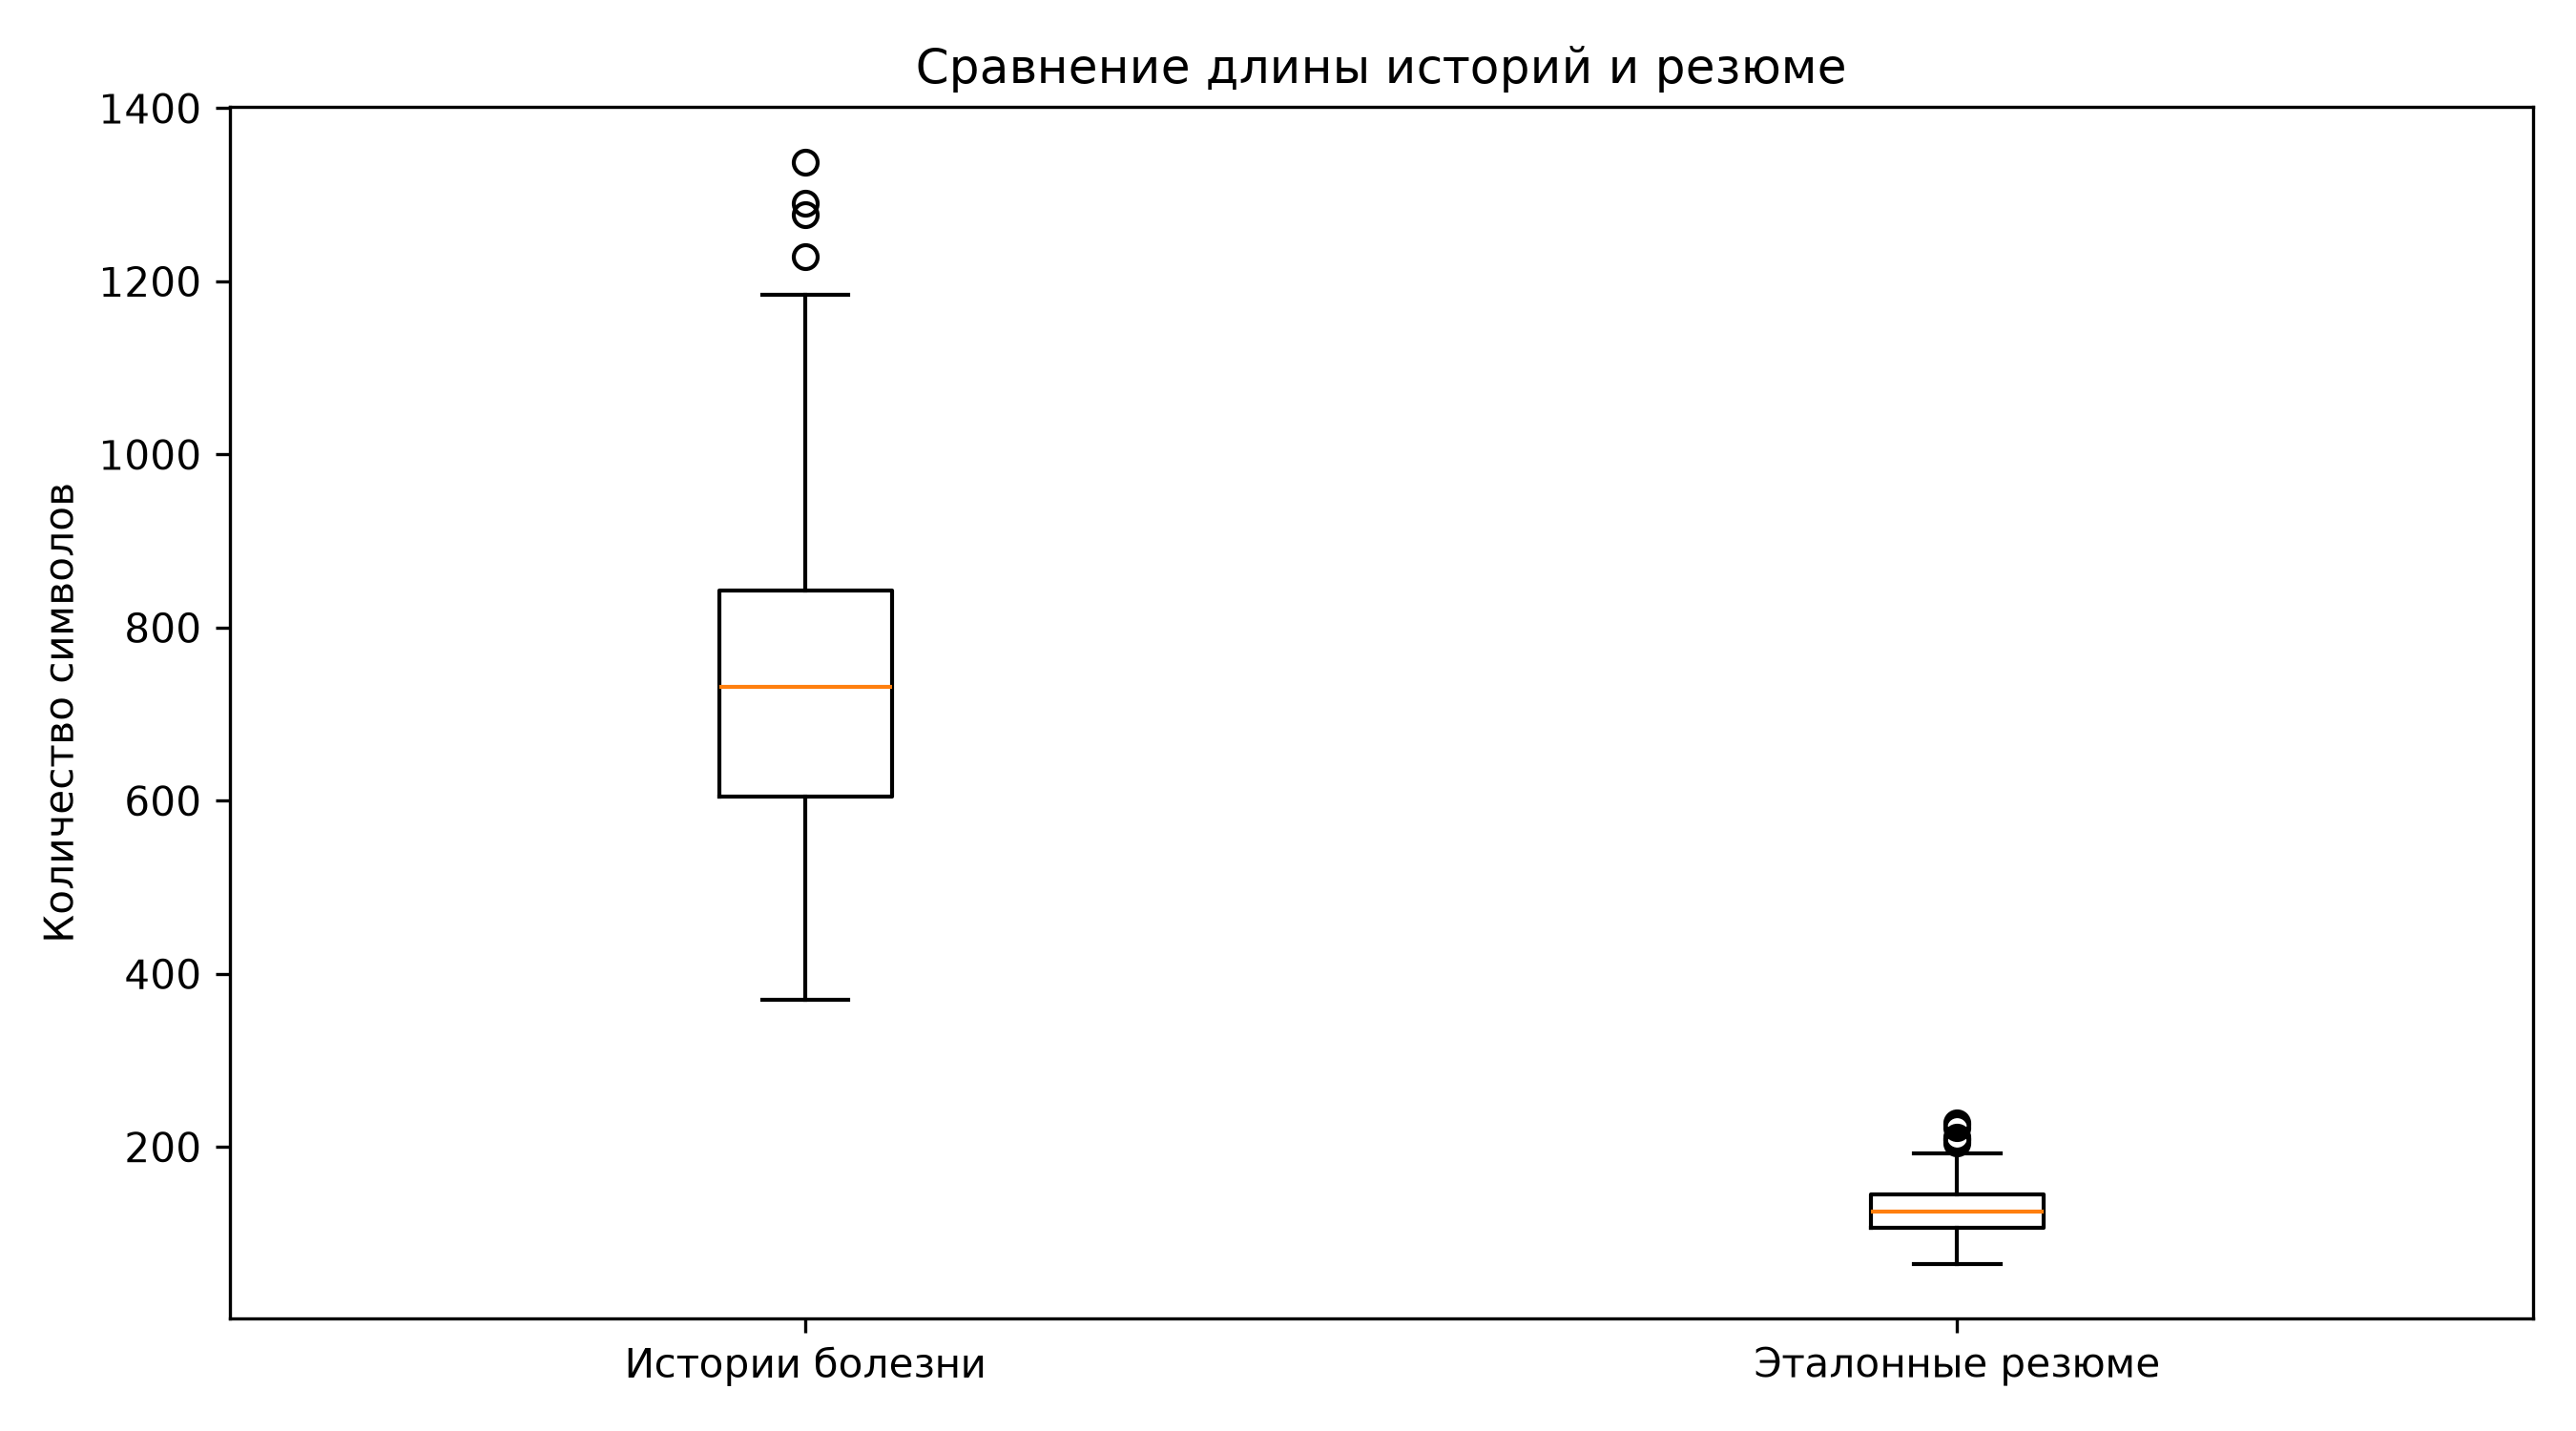 Сравнение длины историй и резюме
1400
1200
1000
800
600
400
200
Количество символов
Истории болезни
Эталонные резюме